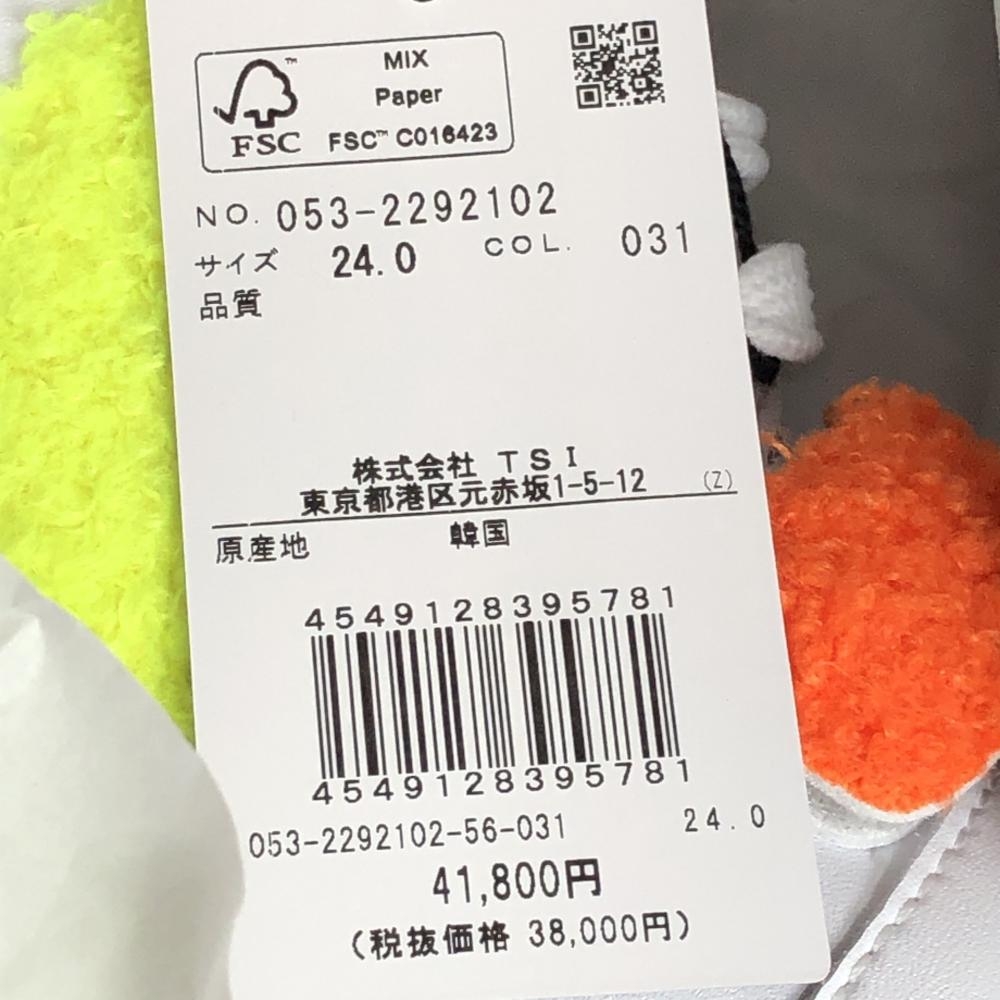 MIX
Paper
FSC™ C016423
FSC
™
NO. 053-2292102
サイズ 24.0 COL. 031
品質
株式会社 TSI
東京都港区元赤坂1-5-12 (Z)
原産地 韓国
4549128395781
4549128395781
053-2292102-56-031 24.0
41,800円
(税抜価格 38,000円)